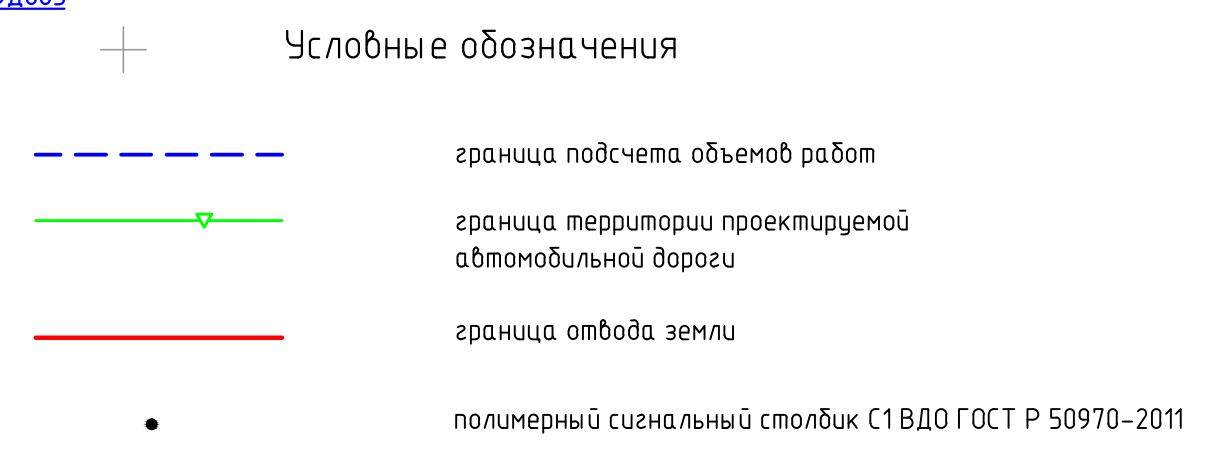 Условные обозначения
граница подсчета объемов работ
граница территории проектируемой
автомобильной дороги
граница отвода земли
полимерный сигнальный столбик С1 ВДО ГОСТ Р 50970-2011